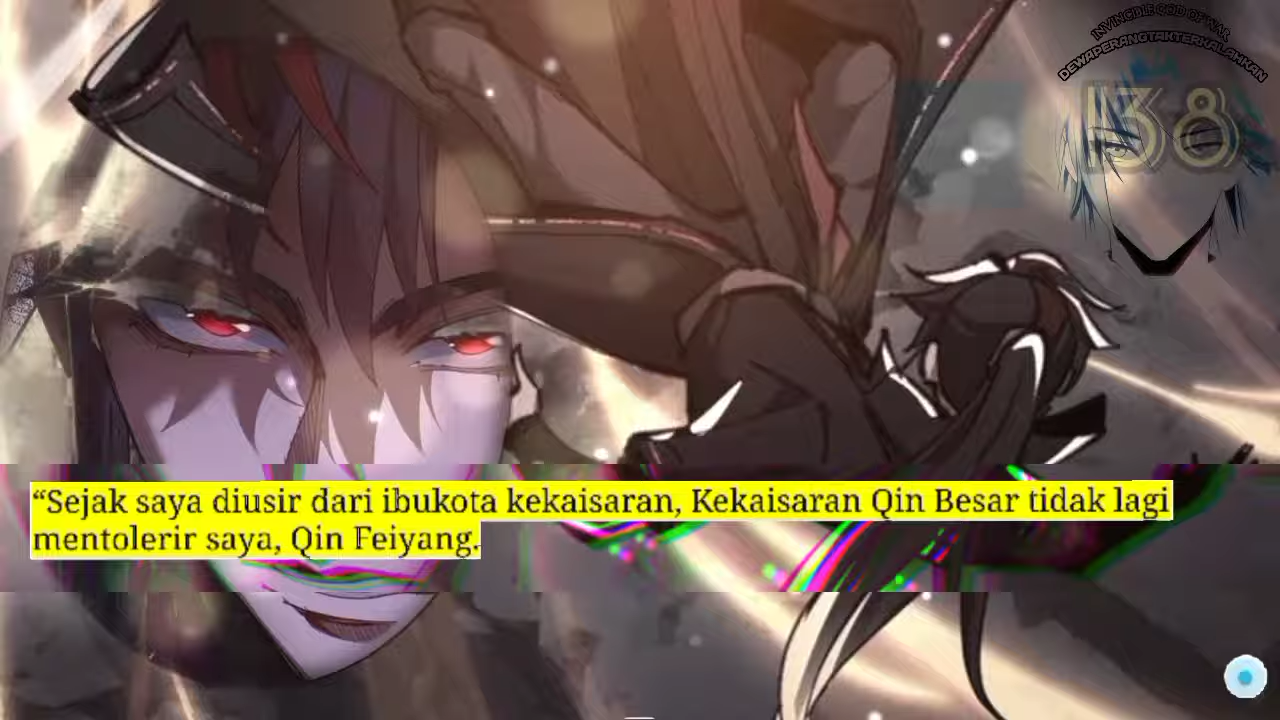 INVINCIBLE GOD OF WAR
DEWAPERANGTAKTERKALAHKAN
138
“Sejak saya diusir dari ibukota kekaisaran, Kekaisaran Qin Besar tidak lagi
mentolerir saya, Qin Feiyang.